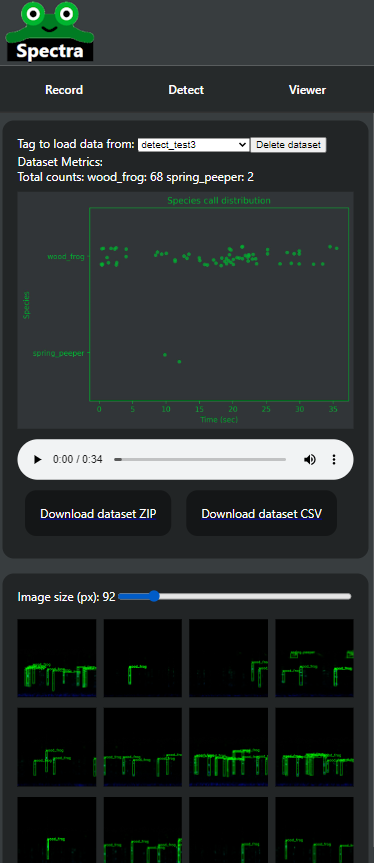 Spectra
Record Detect Viewer
Tag to load data from: detect_test3 Delete dataset
Dataset Metrics:
Total counts: wood_frog: 68 spring_peeper: 2
Species call distribution
wood_frog
Species
spring_peeper
0 5 10 15 20 25 30 35
Time (sec)
0:00 / 0:34
Download dataset ZIP Download dataset CSV
Image size (px): 92